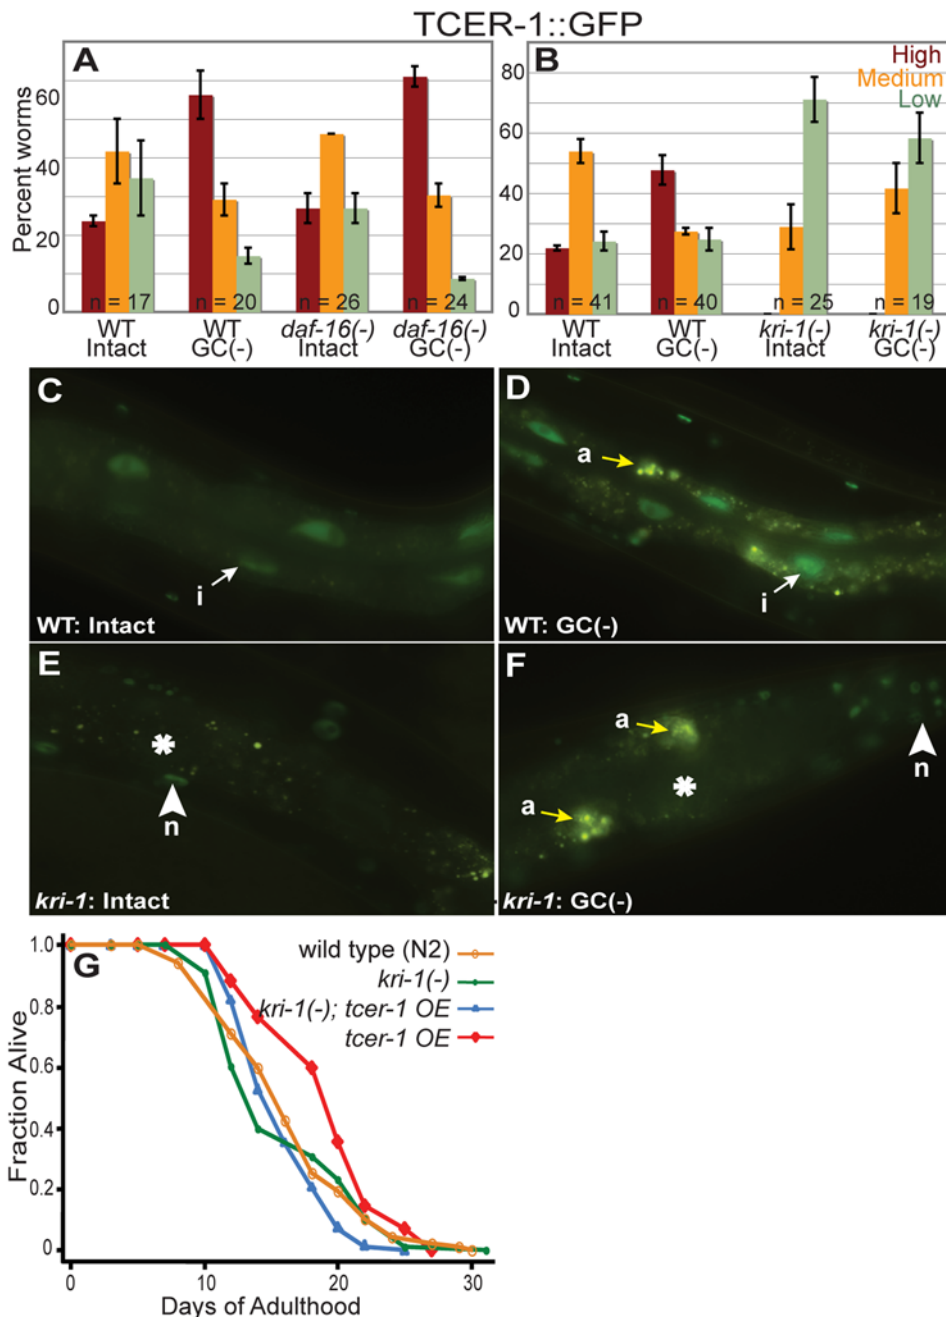 TCER-1::GFP
A
B
High
Medium
Low
Percent worms
60
40
20
0
80
60
40
20
0
n = 17
n = 20
n = 26
n = 24
n = 41
n = 40
n = 25
n = 19
WT
Intact
WT
GC(-)
daf-16(-)
Intact
daf-16(-)
GC(-)
WT
Intact
WT
GC(-)
kri-1(-)
Intact
kri-1(-)
GC(-)
C
i
WT: Intact
D
a
i
WT: GC(-)
E
n
kri-1: Intact
F
a
a
n
kri-1: GC(-)
G
wild type (N2)
kri-1(-)
kri-1(-); tcer-1 OE
tcer-1 OE
Fraction Alive
1.0
0.8
0.6
0.4
0.2
0
0
10
20
30
Days of Adulthood